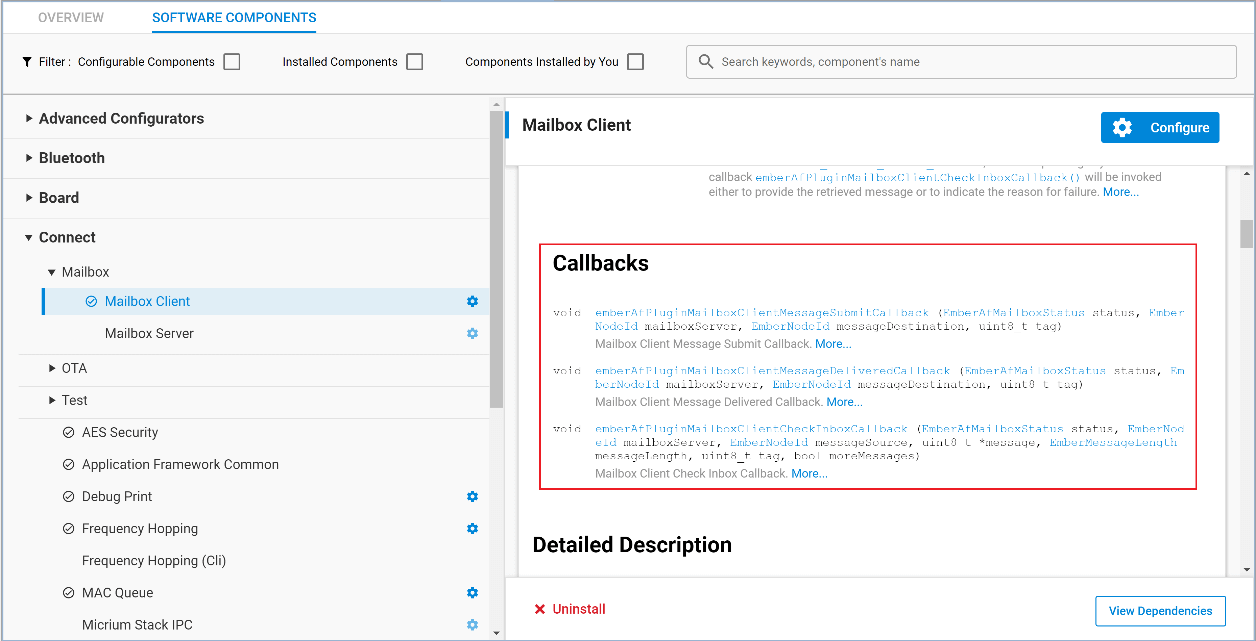 OVERVIEW SOFTWARE COMPONENTS
Filter : Configurable Components Installed Components Components Installed by You Search keywords, component's name
Advanced Configurators
Bluetooth
Board
Connect
Mailbox
Mailbox Client
Mailbox Server
OTA
Test
AES Security
Application Framework Common
Debug Print
Frequency Hopping
Frequency Hopping (Cli)
MAC Queue
Micrium Stack IPC
Mailbox Client Configure
callback emberAfPluginMailboxClientCheckInboxCallback() will be invoked
either to provide the retrieved message or to indicate the reason for failure. More...
Callbacks
void emberAfPluginMailboxClientMessageSubmitCallback (EmberAfMailboxStatus status, Ember
NodeId mailboxServer, EmberNodeId messageDestination, uint8_t tag)
Mailbox Client Message Submit Callback. More...
void emberAfPluginMailboxClientMessageDeliveredCallback (EmberAfMailboxStatus status, Em
berNodeId mailboxServer, EmberNodeId messageDestination, uint8_t tag)
Mailbox Client Message Delivered Callback. More...
void emberAfPluginMailboxClientCheckInboxCallback (EmberAfMailboxStatus status, EmberNod
eId mailboxServer, EmberNodeId messageSource, uint8_t *message, EmberMessageLength
messageLength, uint8_t tag, bool moreMessages)
Mailbox Client Check Inbox Callback. More...
Detailed Description
Uninstall View Dependencies